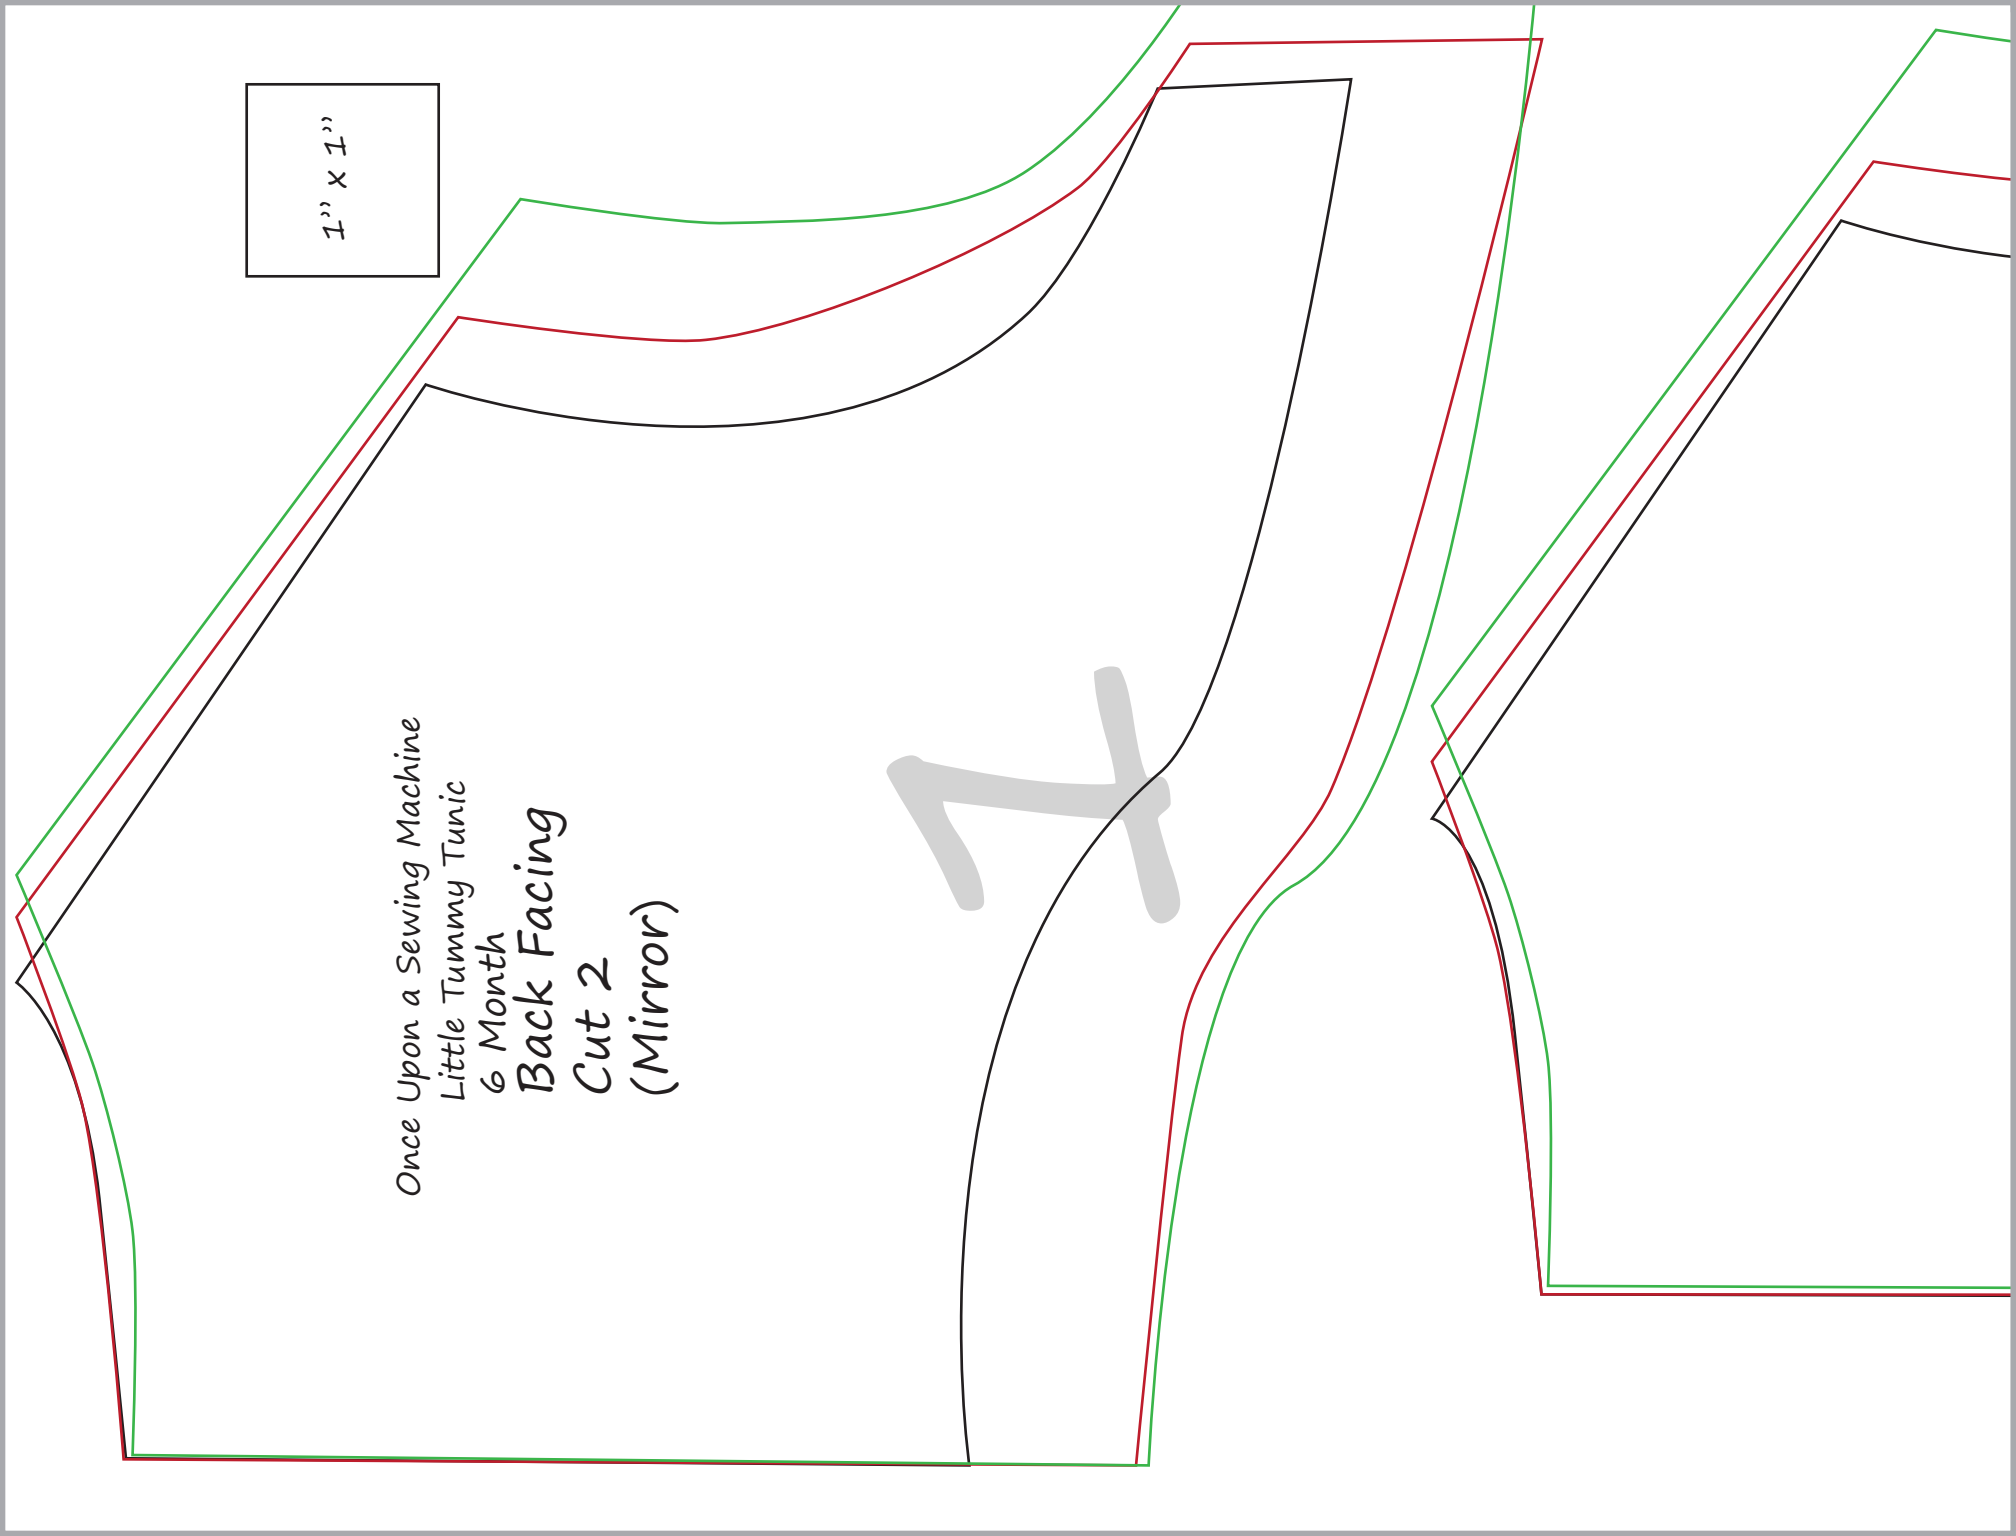 1" x 1"
Once Upon a Sewing Machine
Little Tummy Tunic
6 Month
Back Facing
Cut 2
(Mirror)
1